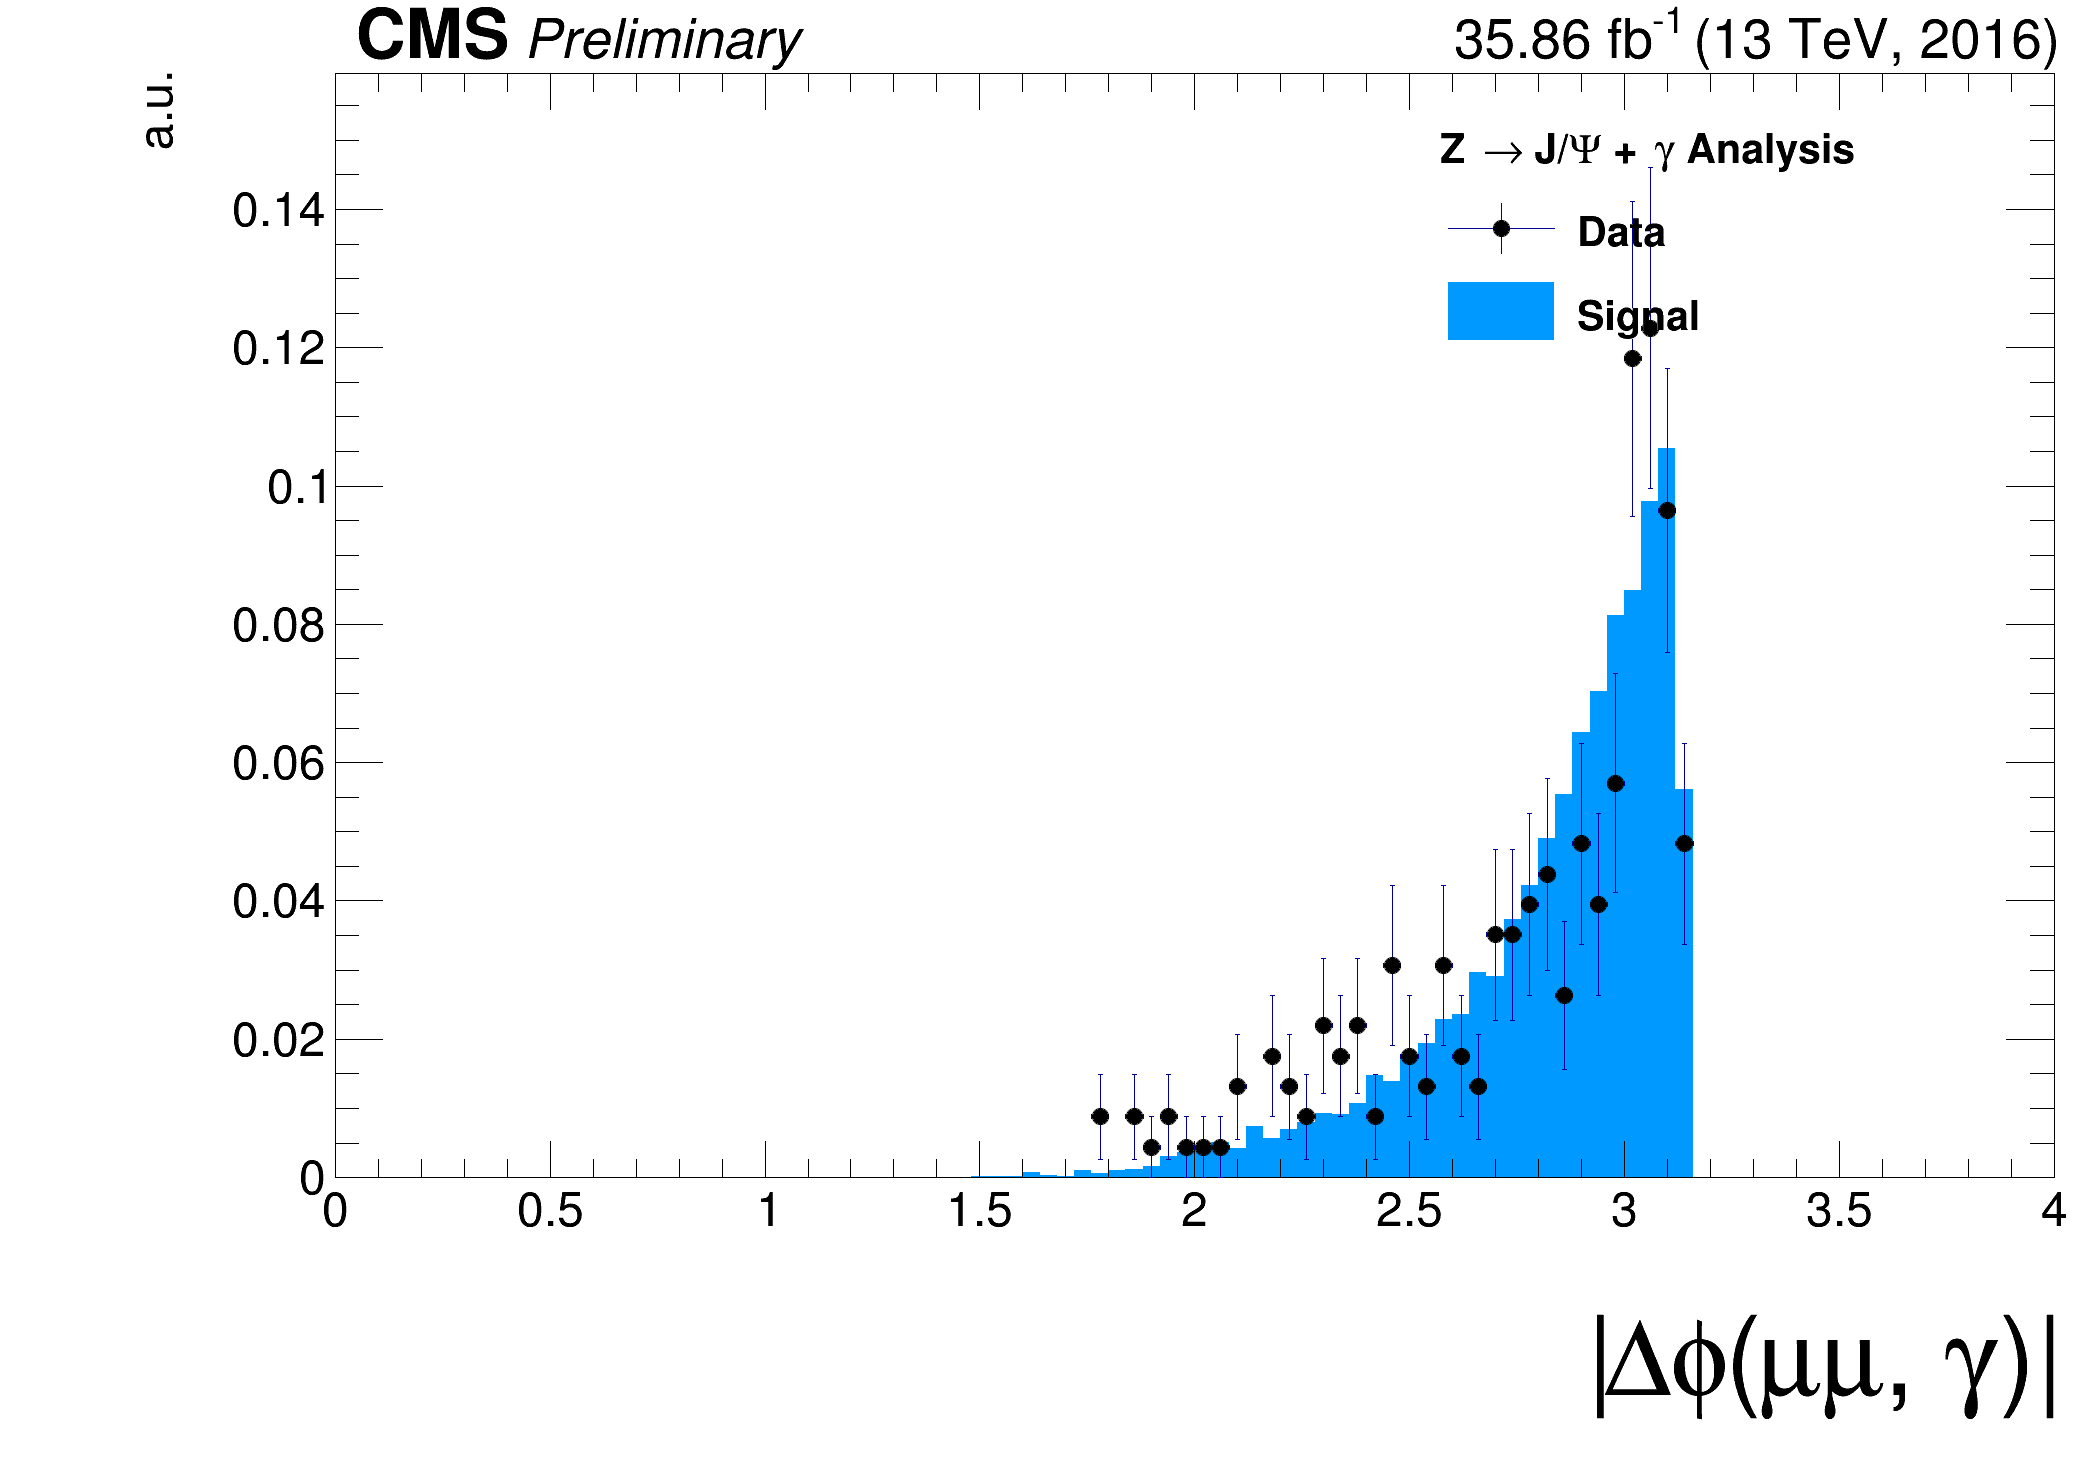 CMS Preliminary 35.86 fb-1 (13 TeV, 2016)
a.u.
Z → J/Ψ + γ Analysis
Data
Signal
0.14
0.12
0.1
0.08
0.06
0.04
0.02
0
0 0.5 1 1.5 2 2.5 3 3.5 4
|Δϕ(μμ, γ)|